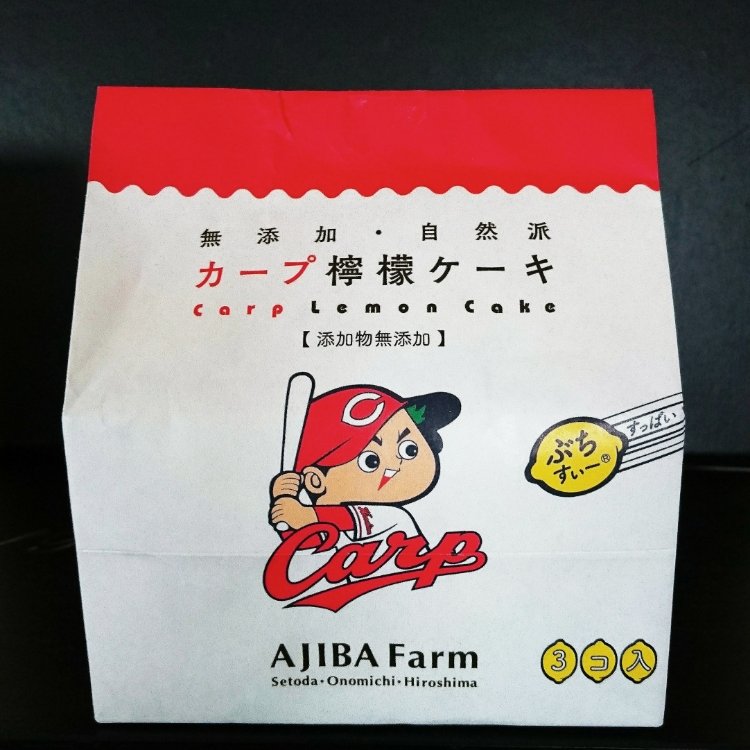 無添加・自然派
カープ檸檬ケーキ
Carp Lemon Cake
【添加物無添加】
C
ぶち
すいー®
すっぱい
Carp
AJIBA Farm
Setoda・Onomichi・Hiroshima
3コ入